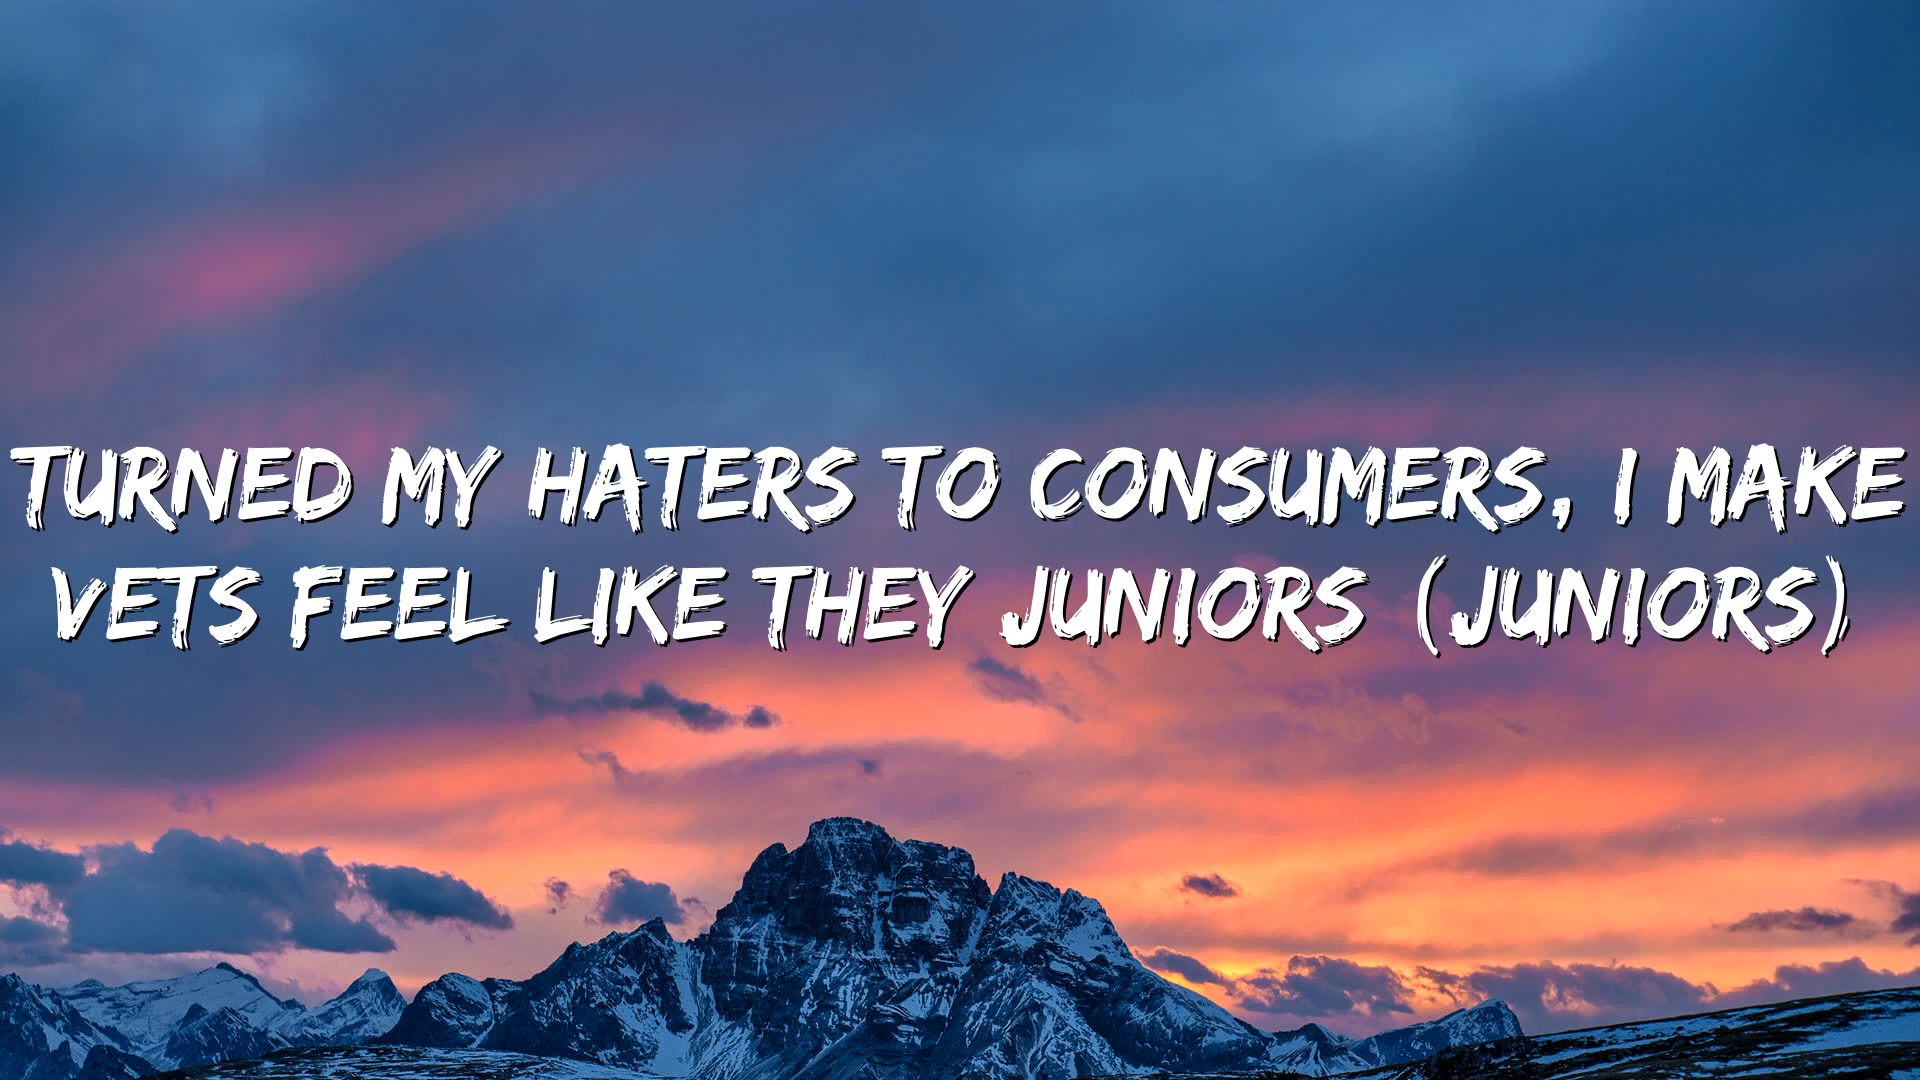 TURNED MY HATERS TO CONSUMERS, I MAKE
VETS FEEL LIKE THEY JUNIORS (JUNIORS)